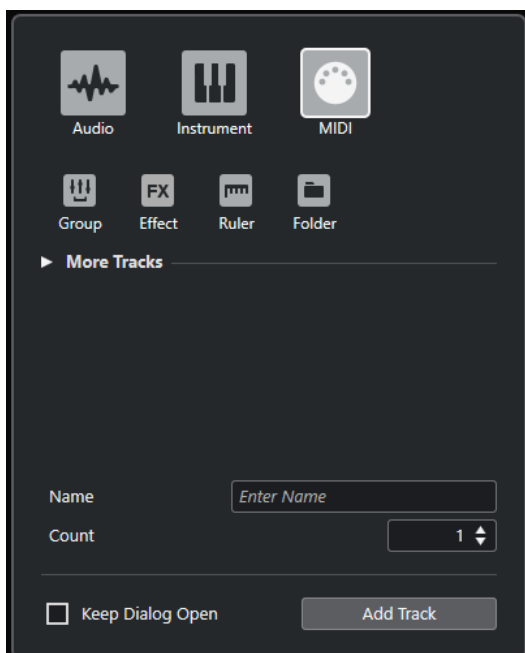 Audio Instrument MIDI
FX
Group Effect Ruler Folder
More Tracks
Name Enter Name
Count 1
Keep Dialog Open Add Track